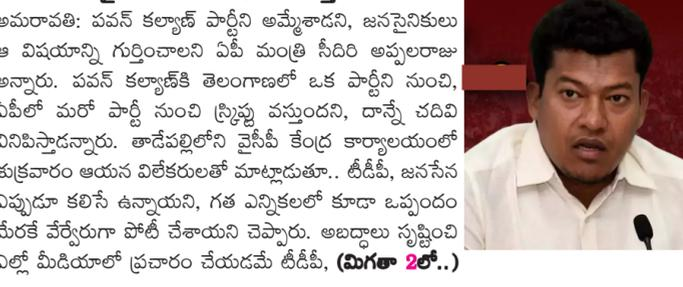 అమరావతి: పవన్ కల్యాణ్ పార్టీని అమ్మేశాడని, జనసైనికులు
ఆ విషయాన్ని గుర్తించాలని ఏపీ మంత్రి సీదిరి అప్పలరాజు
అన్నారు. పవన్ కల్యాణ్‌కి తెలంగాణలో ఒక పార్టీని నుంచి,
ఏపీలో మరో పార్టీ నుంచి స్క్రిప్టు వస్తుందని, దాన్నే చదివి
వినిపిస్తాడన్నారు. తాడేపల్లిలోని వైసీపీ కేంద్ర కార్యాలయంలో
శుక్రవారం ఆయన విలేకరులతో మాట్లాడుతూ.. టీడీపీ, జనసేన
ఎప్పుడూ కలిసే ఉన్నాయని, గత ఎన్నికలలో కూడా ఒప్పందం
మేరకే వేర్వేరుగా పోటీ చేశాయని చెప్పారు. అబద్ధాలు సృష్టించి
ఎల్లో మీడియాలో ప్రచారం చేయడమే టీడీపీ, (మిగతా 2లో..)